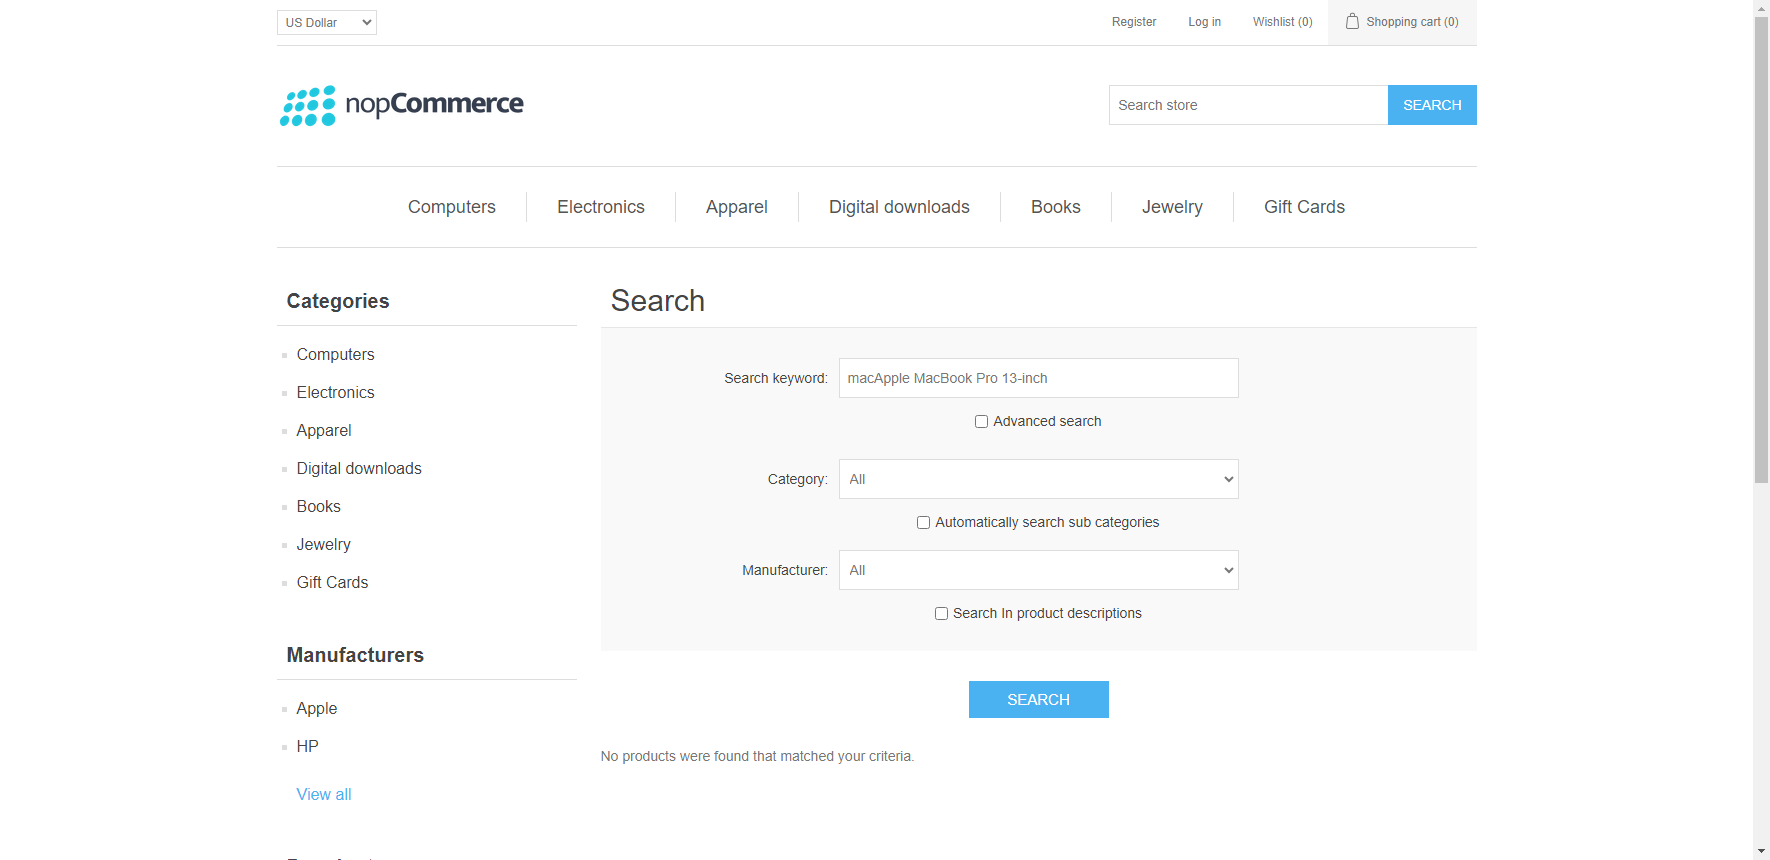 US Dollar
Register
Log in
Wishlist (0)
Shopping cart (0)
nopCommerce
Search store
SEARCH
Computers
Electronics
Apparel
Digital downloads
Books
Jewelry
Gift Cards
Categories
Computers
Electronics
Apparel
Digital downloads
Books
Jewelry
Gift Cards
Manufacturers
Apple
HP
View all
Search
Search keyword: macApple MacBook Pro 13-inch
Advanced search
Category: All
Automatically search sub categories
Manufacturer: All
Search In product descriptions
SEARCH
No products were found that matched your criteria.